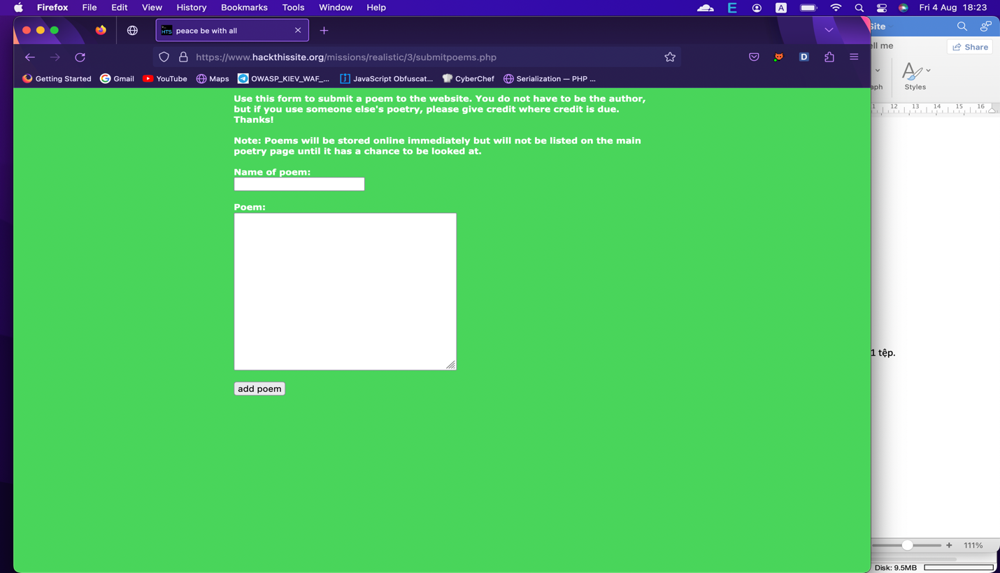 Firefox File Edit View History Bookmarks Tools Window Help
A
Fri 4 Aug 18:23
HTS peace be with all
Site
https://www.hackthissite.org/missions/realistic/3/submitpoems.php
D
ell me
Share
Getting Started Gmail YouTube Maps OWASP_KIEV_WAF_... JavaScript Obfuscat... CyberChef Serialization — PHP ...
aph
Styles
1 12 13 14 15 16
Use this form to submit a poem to the website. You do not have to be the author,
but if you use someone else's poetry, please give credit where credit is due.
Thanks!
Note: Poems will be stored online immediately but will not be listed on the main
poetry page until it has a chance to be looked at.
Name of poem:
Poem:
1 tệp.
add poem
111%
Disk: 9.5MB